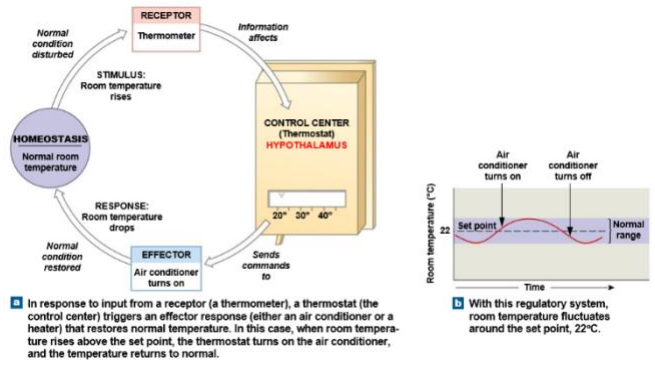 RECEPTOR
Thermometer
Normal
condition
disturbed
Information
affects
STIMULUS:
Room temperature
rises
HOMEOSTASIS
Normal room
temperature
CONTROL CENTER
(Thermostat)
HYPOTHALAMUS
20° 30° 40°
RESPONSE:
Room temperature
drops
Normal
condition
restored
EFFECTOR
Air conditioner
turns on
Sends
commands
to
a In response to input from a receptor (a thermometer), a thermostat (the
control center) triggers an effector response (either an air conditioner or a
heater) that restores normal temperature. In this case, when room tempera-
ture rises above the set point, the thermostat turns on the air conditioner,
and the temperature returns to normal.
Air
conditioner
turns on
Air
conditioner
turns off
Room temperature (°C)
22
Set point
Normal
range
Time
b With this regulatory system,
room temperature fluctuates
around the set point, 22°C.